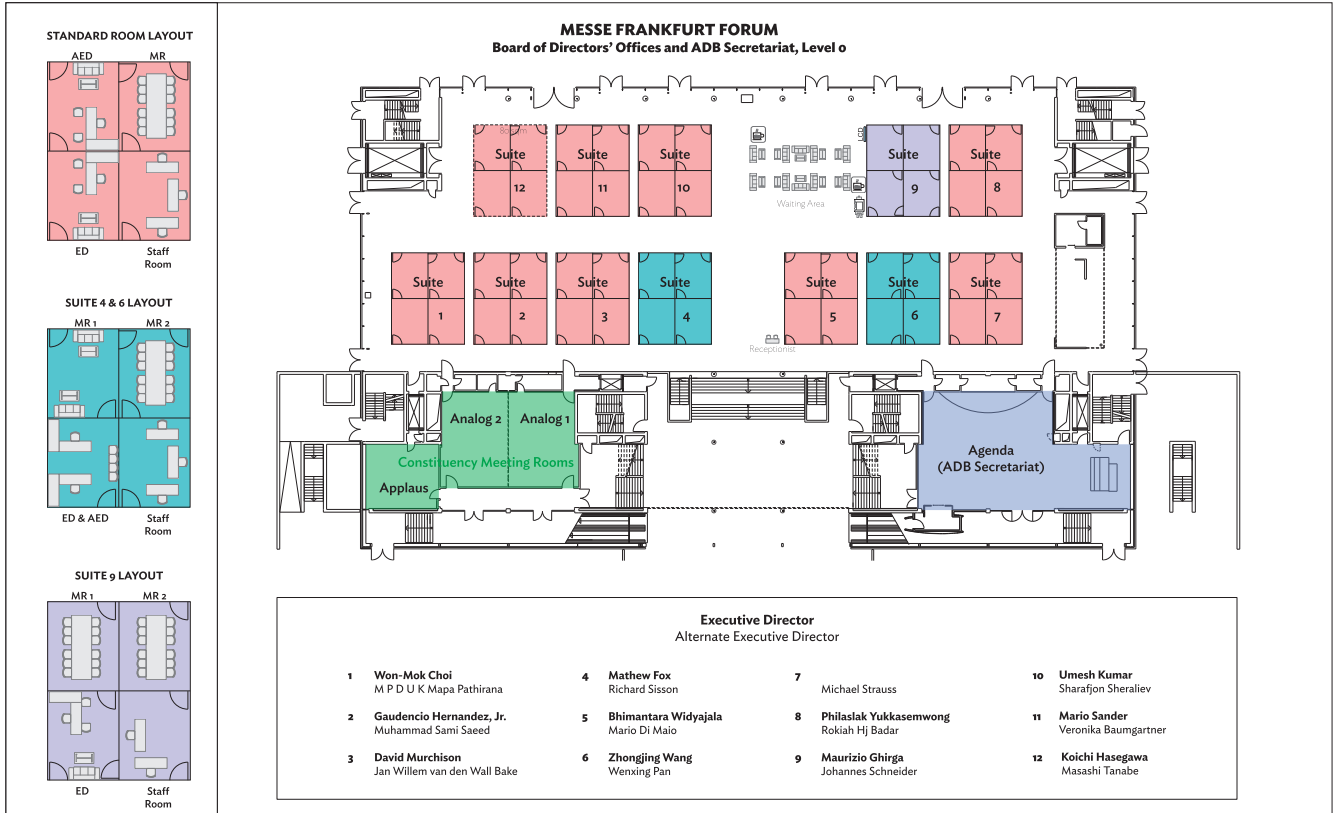 STANDARD ROOM LAYOUT
AED MR
ED Staff
Room
SUITE 4 & 6 LAYOUT
MR 1 MR 2
ED & AED Staff
Room
SUITE 9 LAYOUT
MR 1 MR 2
ED Staff
Room
MESSE FRANKFURT FORUM
Board of Directors’ Offices and ADB Secretariat, Level 0
LCD
Suite Suite Suite Suite Suite
12 11 10 9 8
Waiting Area
Suite Suite Suite Suite Suite Suite Suite
1 2 3 4 5 6 7
Receptionist
Analog 2 Analog 1
Constituency Meeting Rooms
Applaus
Agenda
(ADB Secretariat)
Executive Director
Alternate Executive Director
1 Won-Mok Choi
M P D U K Mapa Pathirana
2 Gaudencio Hernandez, Jr.
Muhammad Sami Saeed
3 David Murchison
Jan Willem van den Wall Bake
4 Mathew Fox
Richard Sisson
5 Bhimantara Widyajala
Mario Di Maio
6 Zhongjing Wang
Wenxing Pan
7
Michael Strauss
8 Philaslak Yukkasemwong
Rokiah Hj Badar
9 Maurizio Ghirga
Johannes Schneider
10 Umesh Kumar
Sharafjon Sheraliev
11 Mario Sander
Veronika Baumgartner
12 Koichi Hasegawa
Masashi Tanabe